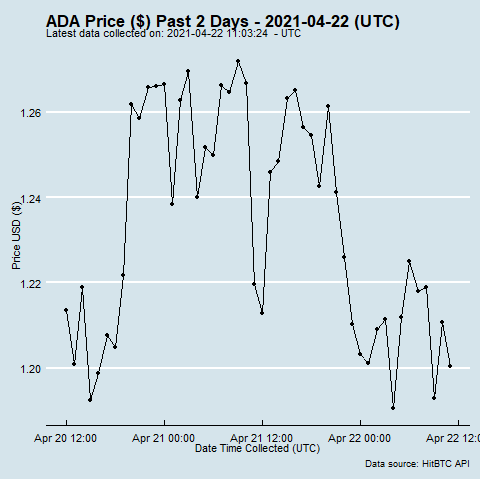 ADA Price ($) Past 2 Days - 2021-04-22 (UTC)
Latest data collected on: 2021-04-22 11:03:24 - UTC
1.26
1.24
1.22
1.20
Price USD ($)
Apr 20 12:00 Apr 21 00:00 Apr 21 12:00 Apr 22 00:00 Apr 22 12:
Date Time Collected (UTC)
Data source: HitBTC API